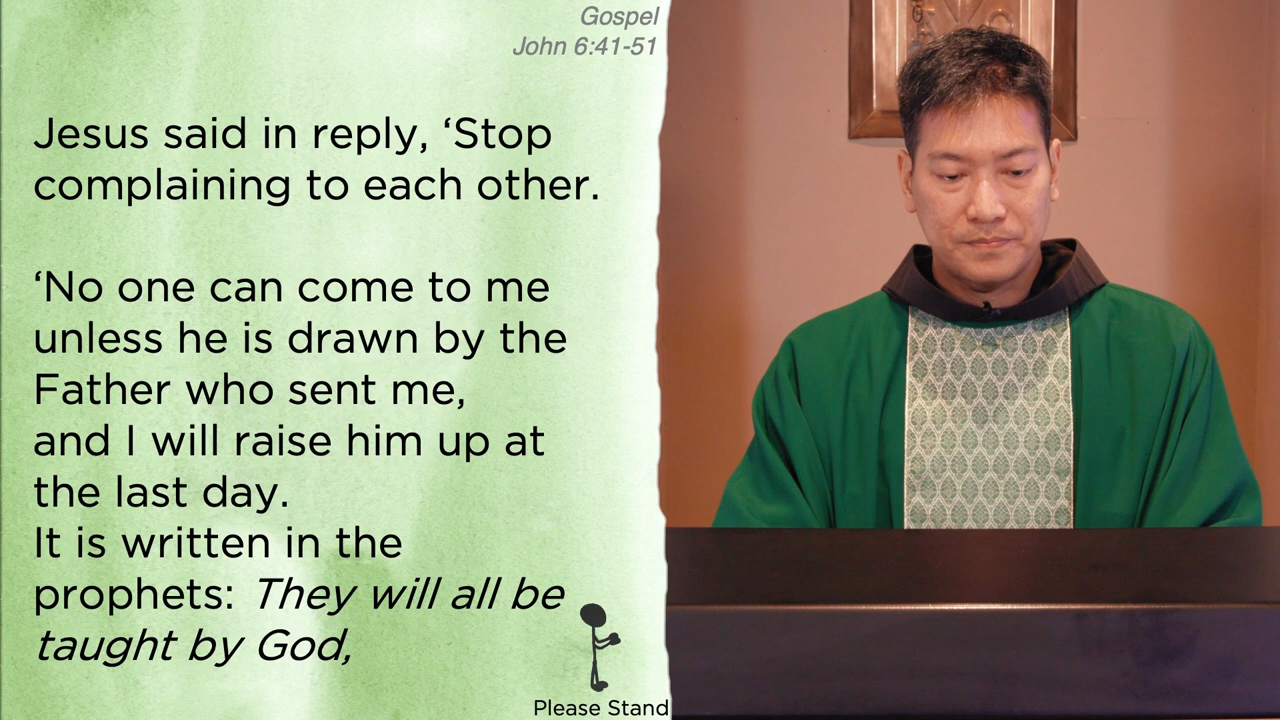 Gospel
John 6:41-51
Jesus said in reply, ‘Stop
complaining to each other.
‘No one can come to me
unless he is drawn by the
Father who sent me,
and I will raise him up at
the last day.
It is written in the
prophets: They will all be
taught by God,
Please Stand